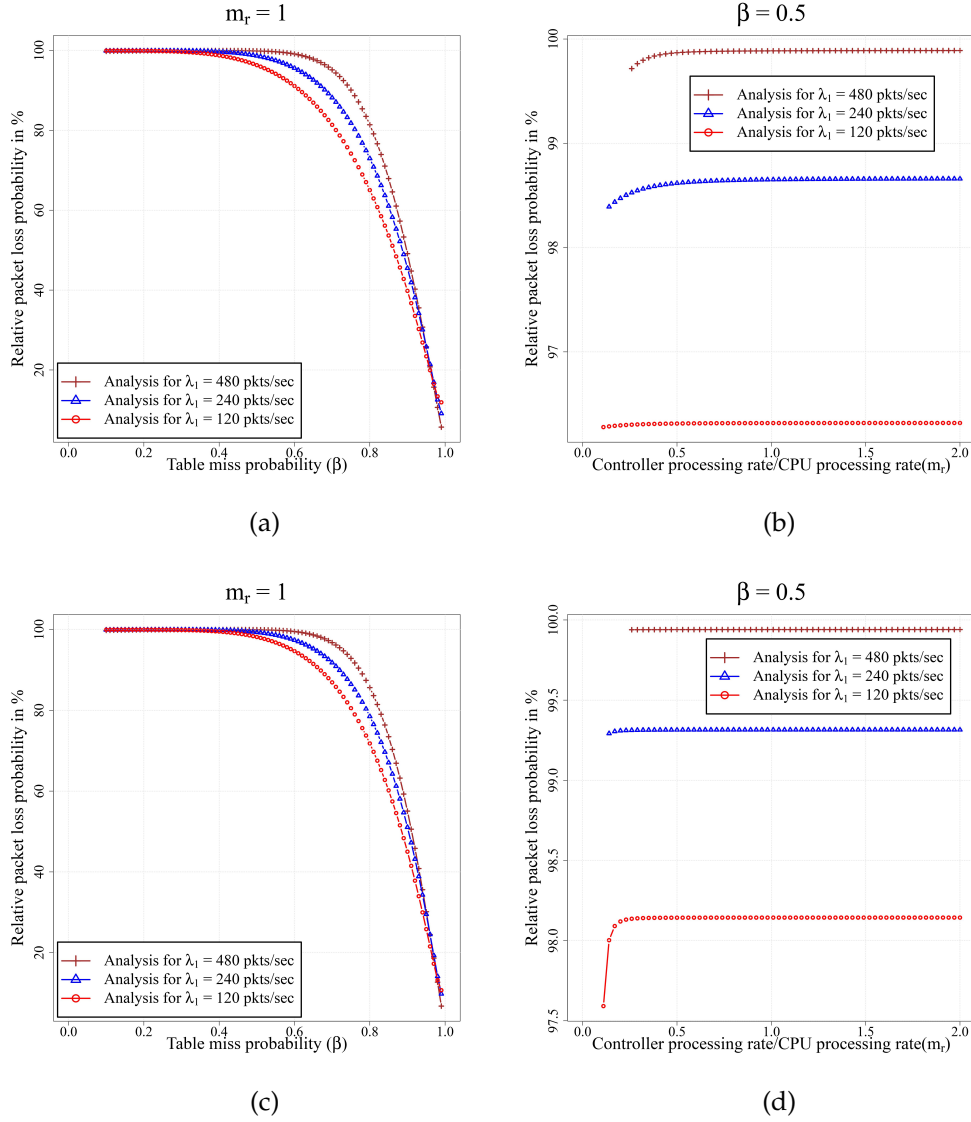 m_r = 1
Relative packet loss probability in %
100
80
60
40
20
Analysis for λ₁ = 480 pkts/sec
Analysis for λ₁ = 240 pkts/sec
Analysis for λ₁ = 120 pkts/sec
0.0 0.2 0.4 0.6 0.8 1.0
Table miss probability (β)
(a)
β = 0.5
Relative packet loss probability in %
100
99
98
97
Analysis for λ₁ = 480 pkts/sec
Analysis for λ₁ = 240 pkts/sec
Analysis for λ₁ = 120 pkts/sec
0.0 0.5 1.0 1.5 2.0
Controller processing rate/CPU processing rate(m_r)
(b)
m_r = 1
Relative packet loss probability in %
100
80
60
40
20
Analysis for λ₁ = 480 pkts/sec
Analysis for λ₁ = 240 pkts/sec
Analysis for λ₁ = 120 pkts/sec
0.0 0.2 0.4 0.6 0.8 1.0
Table miss probability (β)
(c)
β = 0.5
Relative packet loss probability in %
100.0
99.5
99.0
98.5
98.0
97.5
Analysis for λ₁ = 480 pkts/sec
Analysis for λ₁ = 240 pkts/sec
Analysis for λ₁ = 120 pkts/sec
0.0 0.5 1.0 1.5 2.0
Controller processing rate/CPU processing rate(m_r)
(d)